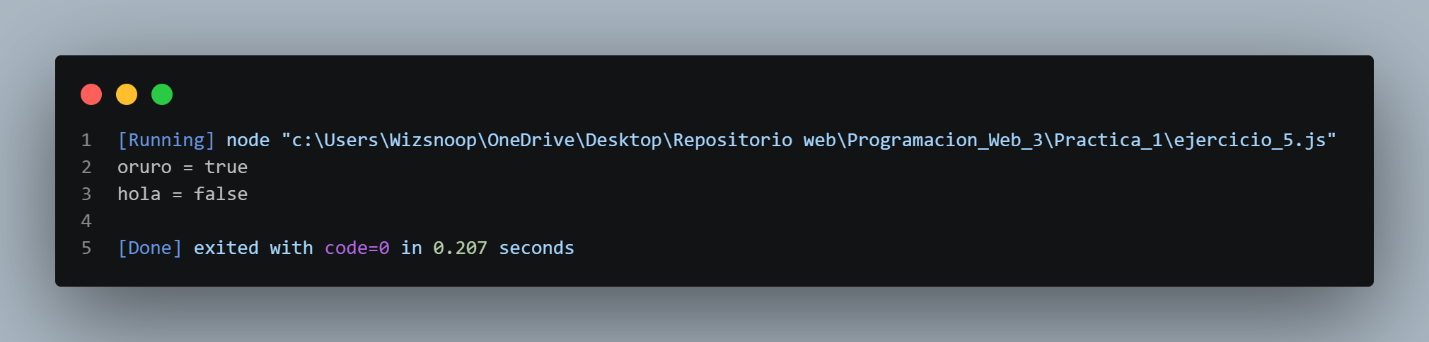 1 [Running] node "c:\Users\Wizsnoop\OneDrive\Desktop\Repositorio web\Programacion_Web_3\Practica_1\ejercicio_5.js"
2 oruro = true
3 hola = false
4
5 [Done] exited with code=0 in 0.207 seconds